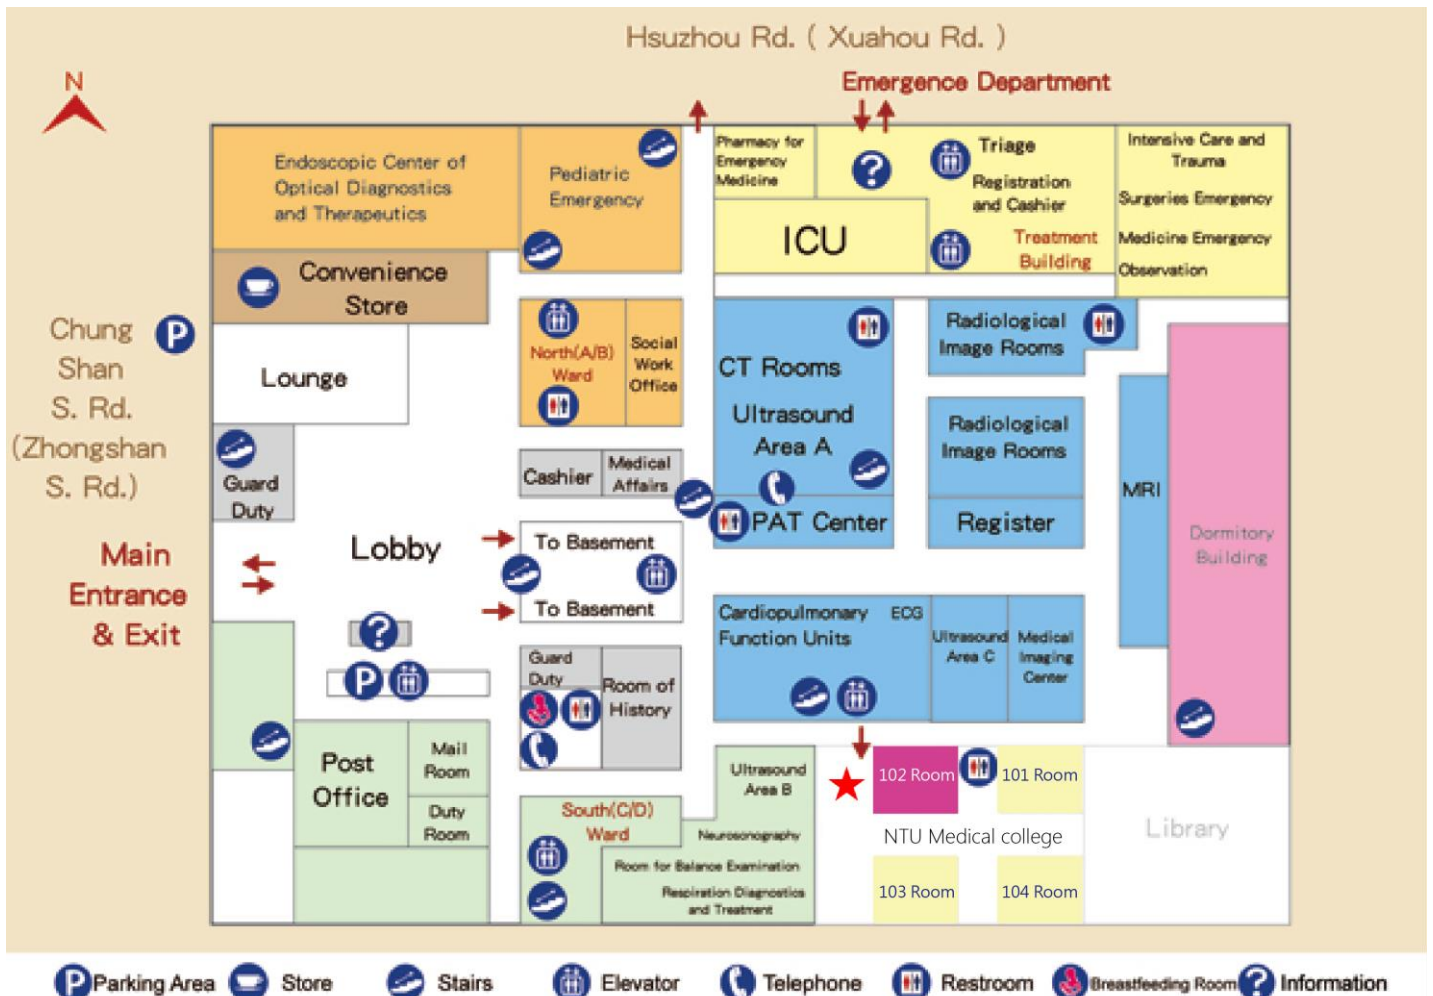 Hsuzhou Rd. ( Xuahou Rd. )
Emergence Department
N
Endoscopic Center of
Optical Diagnostics
and Therapeutics
Pediatric
Emergency
Pharmacy for
Emergency
Medicine
?
Triage
Registration
and Cashier
Intensive Care and
Trauma
Surgeries Emergency
Medicine Emergency
Observation
ICU
Treatment
Building
Convenience
Store
Chung
Shan
S. Rd.
(Zhongshan
S. Rd.)
P
Lounge
North(A/B)
Ward
Social
Work
Office
CT Rooms
Ultrasound
Area A
Radiological
Image Rooms
Radiological
Image Rooms
Guard
Duty
Cashier
Medical
Affairs
PAT Center
Register
MRI
Dormitory
Building
Main
Entrance
& Exit
Lobby
To Basement
To Basement
?
P
Cardiopulmonary
Function Units
ECG
Ultrasound
Area C
Medical
Imaging
Center
Guard
Duty
Room of
History
Post
Office
Mail
Room
Duty
Room
South(C/D)
Ward
Ultrasound
Area B
Neurosonography
Room for Balance Examination
Respiration Diagnostics
and Treatment
102 Room
101 Room
NTU Medical college
103 Room
104 Room
Library
P Parking Area
Store
Stairs
Elevator
Telephone
Restroom
Breastfeeding Room
? Information